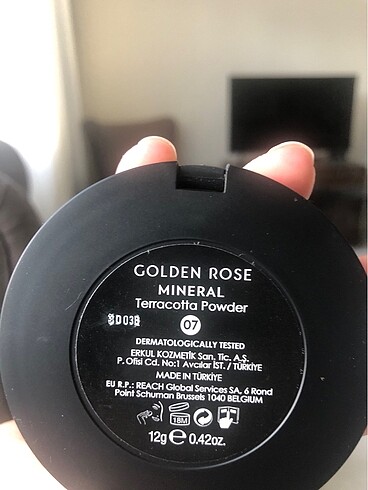 GOLDEN ROSE
MINERAL
Terracotta Powder
07
DERMATOLOGICALLY TESTED
ERKUL KOZMETİK San. Tic. A.Ş.
P. Ofisi Cd. No:1 Avcılar İST. / TÜRKİYE
MADE IN TÜRKİYE
EU R.P.: REACH Global Services SA. 6 Rond
Point Schuman Brussels 1040 BELGIUM
18M
12g e 0.42oz.